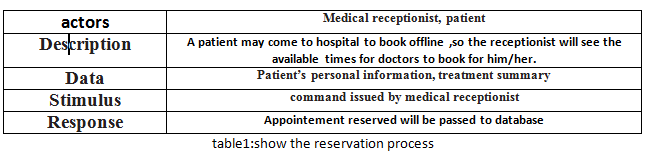 actors Medical receptionist, patient
Description A patient may come to hospital to book offline ,so the receptionist will see the
available times for doctors to book for him/her.
Data Patient's personal information, treatment summary
Stimulus command issued by medical receptionist
Response Appointement reserved will be passed to database
table1:show the reservation process